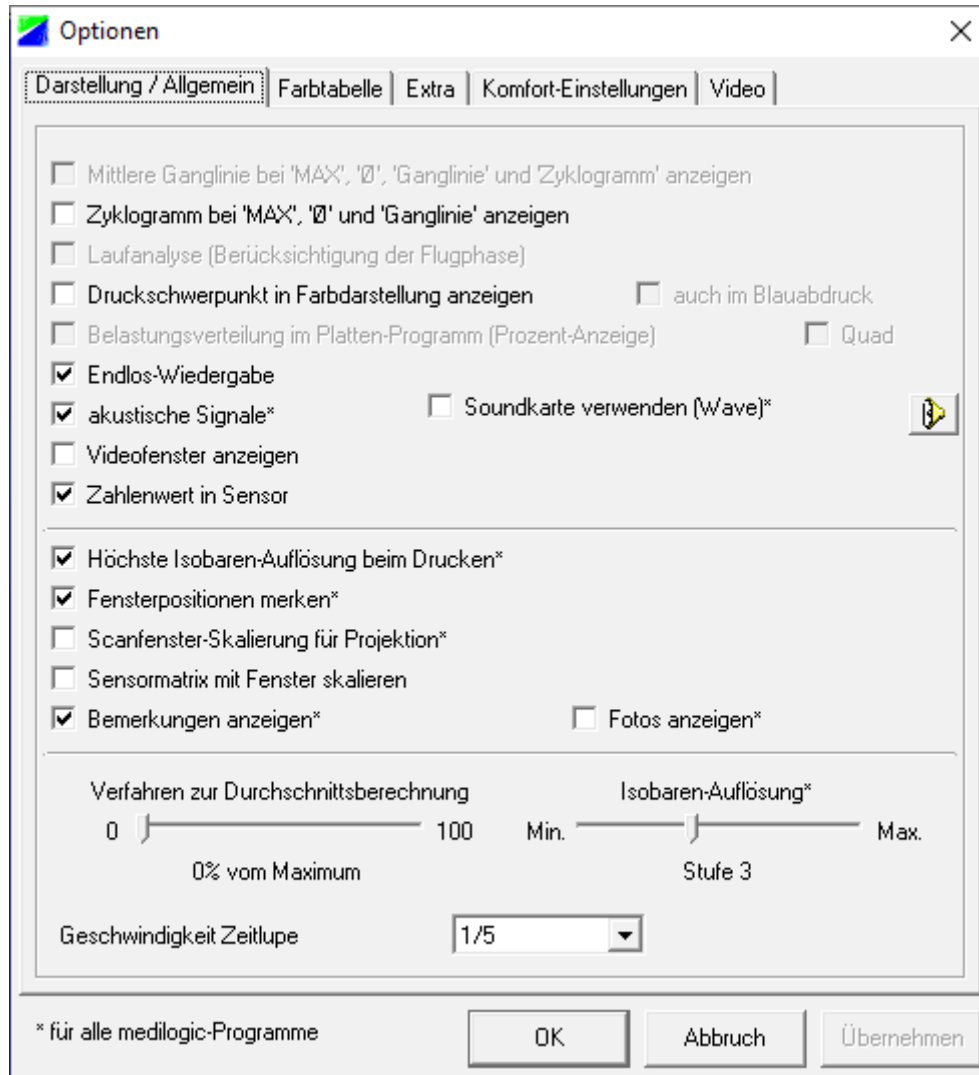 Optionen
Darstellung / Allgemein Farbtabelle Extra Komfort-Einstellungen Video
Mittlere Ganglinie bei 'MAX', 'Ø', 'Ganglinie' und 'Zyklogramm' anzeigen
Zyklogramm bei 'MAX', 'Ø' und 'Ganglinie' anzeigen
Laufanalyse (Berücksichtigung der Flugphase)
Druckschwerpunkt in Farbdarstellung anzeigen auch im Blauabdruck
Belastungsverteilung im Platten-Programm (Prozent-Anzeige) Quad
Endlos-Wiedergabe
akustische Signale* Soundkarte verwenden (Wave)*
Videofenster anzeigen
Zahlenwert in Sensor
Höchste Isobaren-Auflösung beim Drucken*
Fensterpositionen merken*
Scanfenster-Skalierung für Projektion*
Sensormatrix mit Fenster skalieren
Bemerkungen anzeigen* Fotos anzeigen*
Verfahren zur Durchschnittsberechnung Isobaren-Auflösung*
0 100 Min. Max.
0% vom Maximum Stufe 3
Geschwindigkeit Zeitlupe 1/5
* für alle medilogic-Programme OK Abbruch Übernehmen